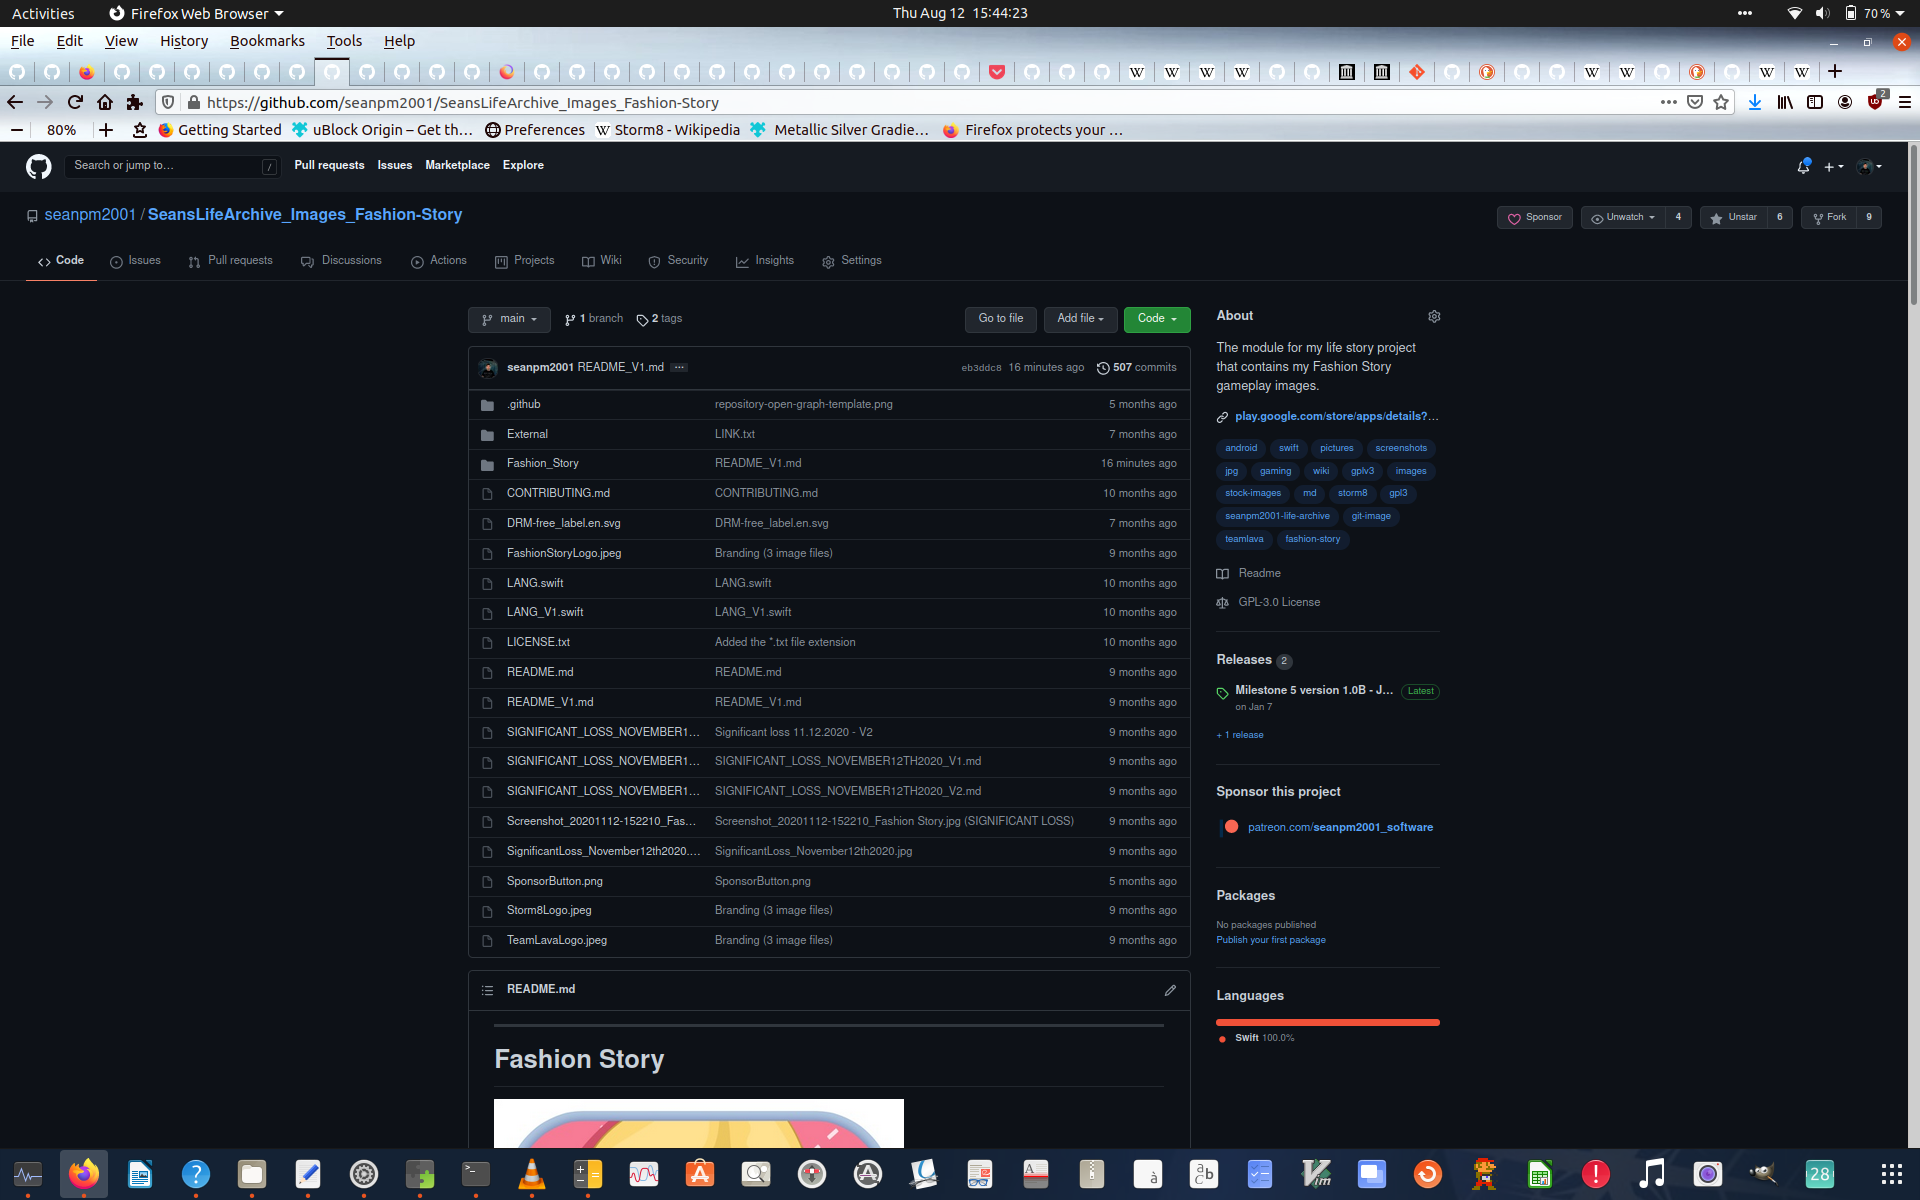 Activities Firefox Web Browser Thu Aug 12 15:44:23 70 %
File Edit View History Bookmarks Tools Help
https://github.com/seanpm2001/SeansLifeArchive_Images_Fashion-Story 2
80% Getting Started uBlock Origin – Get th… Preferences Storm8 - Wikipedia Metallic Silver Gradie… Firefox protects your …
Search or jump to… / Pull requests Issues Marketplace Explore
seanpm2001 / SeansLifeArchive_Images_Fashion-Story Sponsor Unwatch 4 Unstar 6 Fork 9
Code Issues Pull requests Discussions Actions Projects Wiki Security Insights Settings
main 1 branch 2 tags Go to file Add file Code
seanpm2001 README_V1.md ... eb3ddc8 16 minutes ago 507 commits
.github repository-open-graph-template.png 5 months ago
External LINK.txt 7 months ago
Fashion_Story README_V1.md 16 minutes ago
CONTRIBUTING.md CONTRIBUTING.md 10 months ago
DRM-free_label.en.svg DRM-free_label.en.svg 7 months ago
FashionStoryLogo.jpeg Branding (3 image files) 9 months ago
LANG.swift LANG.swift 10 months ago
LANG_V1.swift LANG_V1.swift 10 months ago
LICENSE.txt Added the *.txt file extension 10 months ago
README.md README.md 9 months ago
README_V1.md README_V1.md 9 months ago
SIGNIFICANT_LOSS_NOVEMBER1... Significant loss 11.12.2020 - V2 9 months ago
SIGNIFICANT_LOSS_NOVEMBER1... SIGNIFICANT_LOSS_NOVEMBER12TH2020_V1.md 9 months ago
SIGNIFICANT_LOSS_NOVEMBER1... SIGNIFICANT_LOSS_NOVEMBER12TH2020_V2.md 9 months ago
Screenshot_20201112-152210_Fas... Screenshot_20201112-152210_Fashion Story.jpg (SIGNIFICANT LOSS) 9 months ago
SignificantLoss_November12th2020.... SignificantLoss_November12th2020.jpg 9 months ago
SponsorButton.png SponsorButton.png 5 months ago
Storm8Logo.jpeg Branding (3 image files) 9 months ago
TeamLavaLogo.jpeg Branding (3 image files) 9 months ago
README.md
Fashion Story
About
The module for my life story project
that contains my Fashion Story
gameplay images.
play.google.com/store/apps/details?...
android swift pictures screenshots
jpg gaming wiki gplv3 images
stock-images md storm8 gpl3
seanpm2001-life-archive git-image
teamlava fashion-story
Readme
GPL-3.0 License
Releases 2
Milestone 5 version 1.0B - J... Latest
on Jan 7
+ 1 release
Sponsor this project
patreon.com/seanpm2001_software
Packages
No packages published
Publish your first package
Languages
Swift 100.0%
28